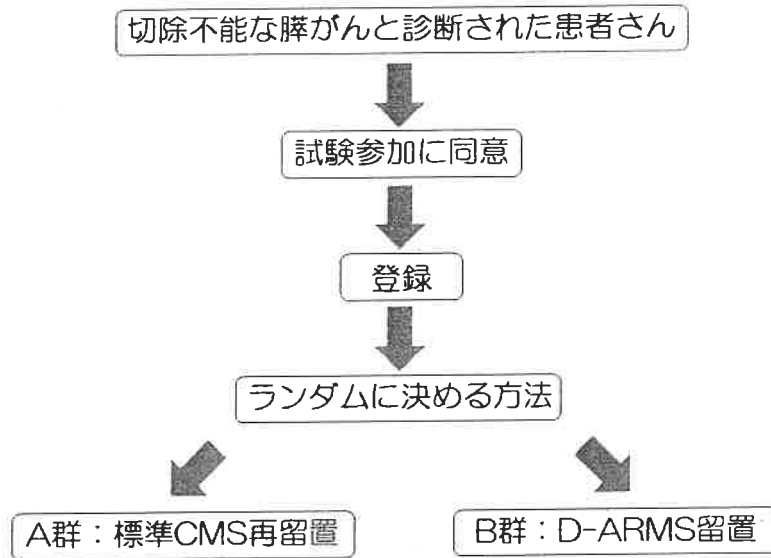 切除不能な膵がんと診断された患者さん
試験参加に同意
登録
ランダムに決める方法
A群：標準CMS再留置
B群：D-ARMS留置